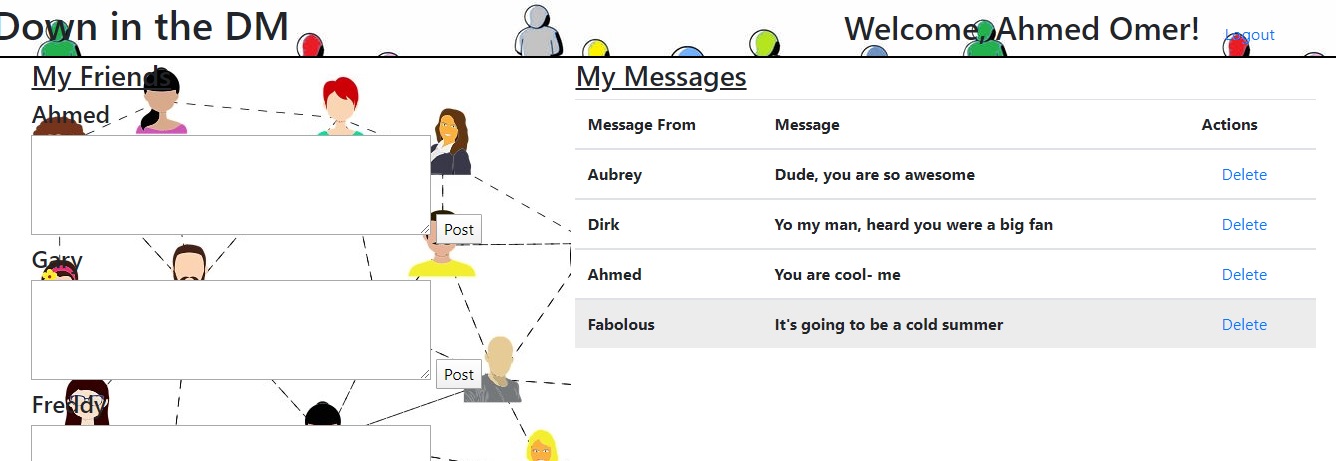 Down in the DM
Welcome, Ahmed Omer!
Logout
My Friends
Ahmed
Post
Gary
Post
Freddy
My Messages
Message From Message Actions
Aubrey Dude, you are so awesome Delete
Dirk Yo my man, heard you were a big fan Delete
Ahmed You are cool- me Delete
Fabolous It's going to be a cold summer Delete